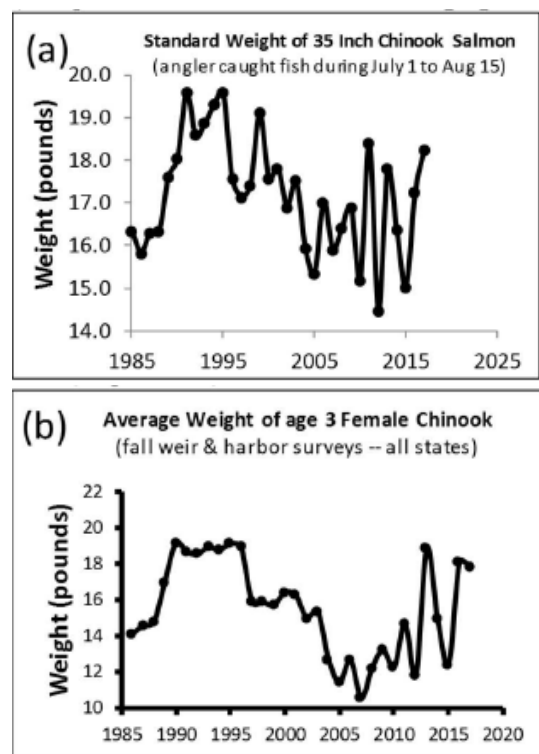 (a)
Standard Weight of 35 Inch Chinook Salmon
(angler caught fish during July 1 to Aug 15)
Weight (pounds)
20.0
19.0
18.0
17.0
16.0
15.0
14.0
1985 1995 2005 2015 2025
(b)
Average Weight of age 3 Female Chinook
(fall weir & harbor surveys -- all states)
Weight (pounds)
22
20
18
16
14
12
10
1985 1990 1995 2000 2005 2010 2015 2020